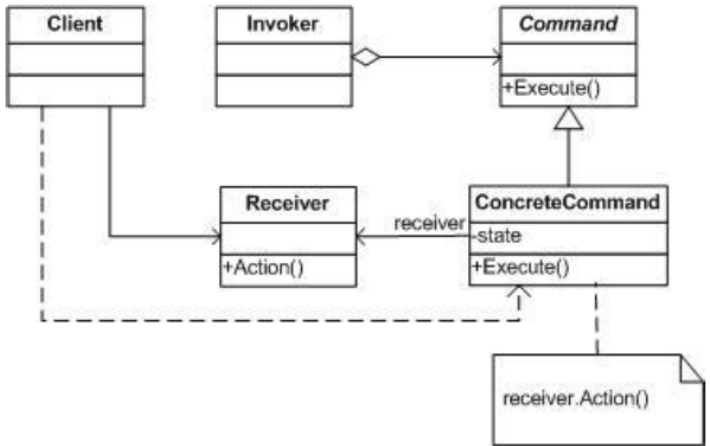 Client
Invoker
Command
+Execute()
Receiver
+Action()
receiver
ConcreteCommand
-state
+Execute()
receiver.Action()